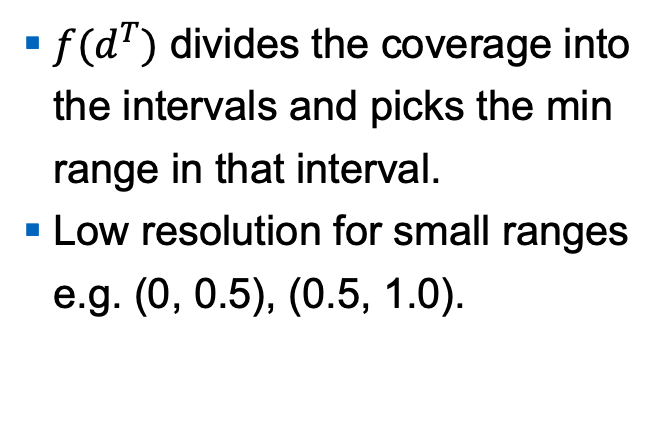 ▪ f(dᵀ) divides the coverage into
the intervals and picks the min
range in that interval.
▪ Low resolution for small ranges
e.g. (0, 0.5), (0.5, 1.0).